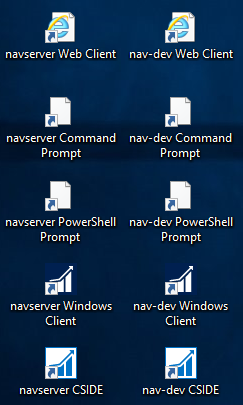 navserver Web Client
nav-dev Web Client
navserver Command
Prompt
nav-dev Command
Prompt
navserver PowerShell
Prompt
nav-dev PowerShell
Prompt
navserver Windows
Client
nav-dev Windows
Client
navserver CSIDE
nav-dev CSIDE